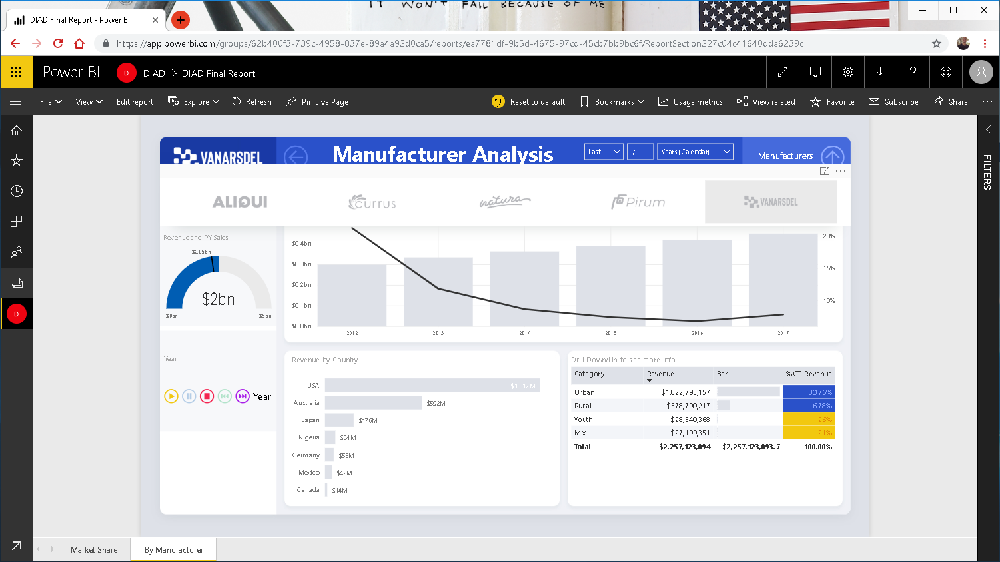 IT WON'T FAIL BECAUSE OF ME
DIAD Final Report - Power BI
https://app.powerbi.com/groups/62b400f3-739c-4958-837e-89a4a92d0ca5/reports/ea7781df-9b5d-4675-97cd-45cb7bb9bc6f/ReportSection227c04c41640dda6239c
Power BI D DIAD > DIAD Final Report
File View Edit report Explore Refresh Pin Live Page Reset to default Bookmarks Usage metrics View related Favorite Subscribe Share
FILTERS
VANARSDEL Manufacturer Analysis Last 7 Years (Calendar) Manufacturers
ALIQUI currus natura Pirum VANARSDEL
Revenue and PY Sales
$2.05bn
$2bn
$0bn $5bn
$0.4bn
$0.3bn
$0.2bn
$0.1bn
$0.0bn
20%
15%
10%
2012 2013 2014 2015 2016 2017
Year
Year
D
Revenue by Country
USA $1,317M
Australia $592M
Japan $176M
Nigeria $64M
Germany $53M
Mexico $42M
Canada $14M
Drill Down/Up to see more info
Category Revenue Bar %GT Revenue
Urban $1,822,793,157 80.76%
Rural $378,790,217 16.78%
Youth $28,340,368 1.26%
Mix $27,199,351 1.21%
Total $2,257,123,094 $2,257,123,093.7 100.00%
Market Share By Manufacturer